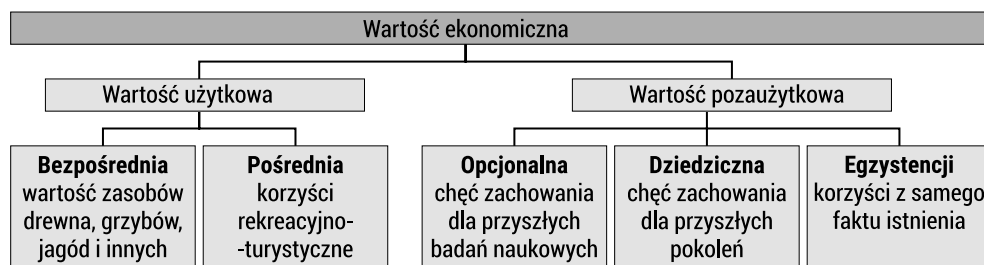 Wartość ekonomiczna
Wartość użytkowa
Wartość pozaużytkowa
Bezpośrednia
wartość zasobów
drewna, grzybów,
jagód i innych
Pośrednia
korzyści
rekreacyjno-
-turystyczne
Opcjonalna
chęć zachowania
dla przyszłych
badań naukowych
Dziedziczna
chęć zachowania
dla przyszłych
pokoleń
Egzystencji
korzyści z samego
faktu istnienia